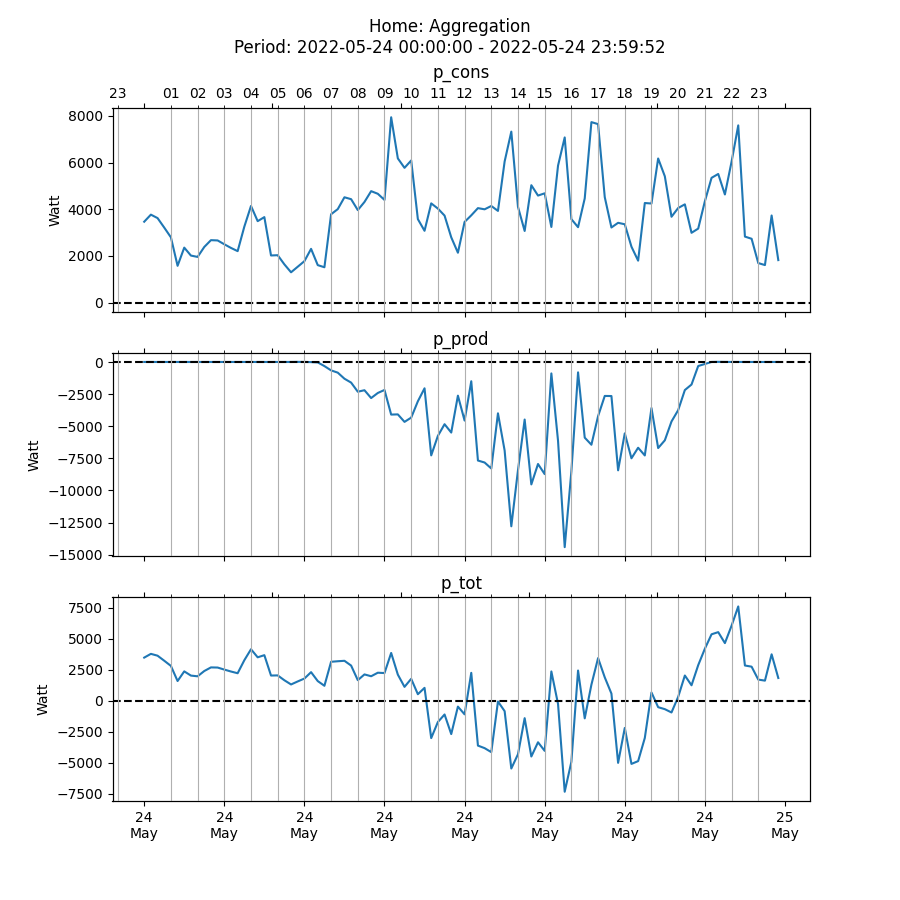 Home: Aggregation
Period: 2022-05-24 00:00:00 - 2022-05-24 23:59:52
p_cons
23 01 02 03 04 05 06 07 08 09 10 11 12 13 14 15 16 17 18 19 20 21 22 23
8000
6000
4000
2000
0
Watt
p_prod
0
−2500
−5000
−7500
−10000
−12500
−15000
Watt
p_tot
7500
5000
2500
0
−2500
−5000
−7500
Watt
24 24 24 24 24 24 24 24 25
May May May May May May May May May